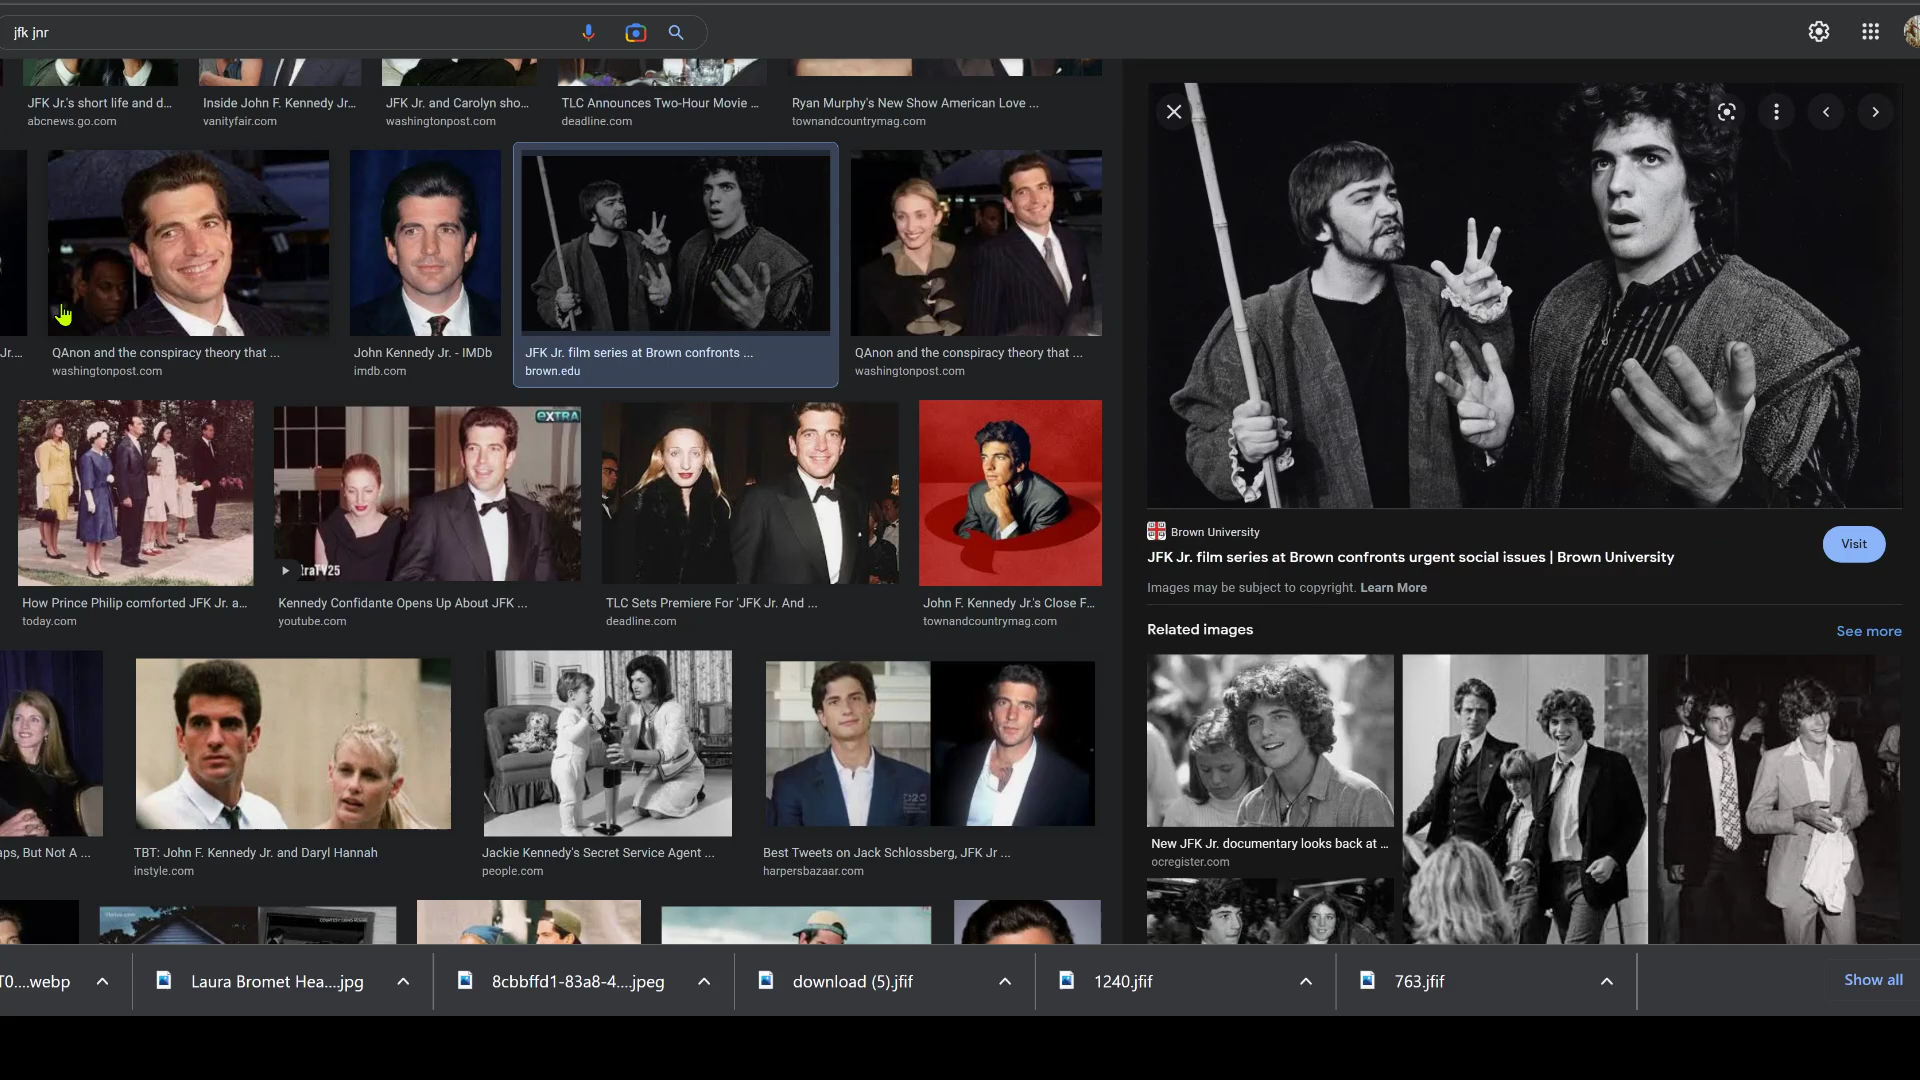 jfk jnr
JFK Jr.'s short life and d...
abcnews.go.com
Inside John F. Kennedy Jr...
vanityfair.com
JFK Jr. and Carolyn sho...
washingtonpost.com
TLC Announces Two-Hour Movie ...
deadline.com
Ryan Murphy's New Show American Love ...
townandcountrymag.com
Jr....
QAnon and the conspiracy theory that ...
washingtonpost.com
John Kennedy Jr. - IMDb
imdb.com
JFK Jr. film series at Brown confronts ...
brown.edu
QAnon and the conspiracy theory that ...
washingtonpost.com
extra
traTV25
How Prince Philip comforted JFK Jr. a...
today.com
Kennedy Confidante Opens Up About JFK ...
youtube.com
TLC Sets Premiere For 'JFK Jr. And ...
deadline.com
John F. Kennedy Jr.'s Close F...
townandcountrymag.com
aps, But Not A ...
TBT: John F. Kennedy Jr. and Daryl Hannah
instyle.com
Jackie Kennedy's Secret Service Agent ...
people.com
Best Tweets on Jack Schlossberg, JFK Jr ...
harpersbazaar.com
Brown University
JFK Jr. film series at Brown confronts urgent social issues | Brown University
Visit
Images may be subject to copyright. Learn More
Related images
See more
New JFK Jr. documentary looks back at ...
ocregister.com
T0....webp
Laura Bromet Hea....jpg
8cbbffd1-83a8-4....jpeg
download (5).jfif
1240.jfif
763.jfif
Show all